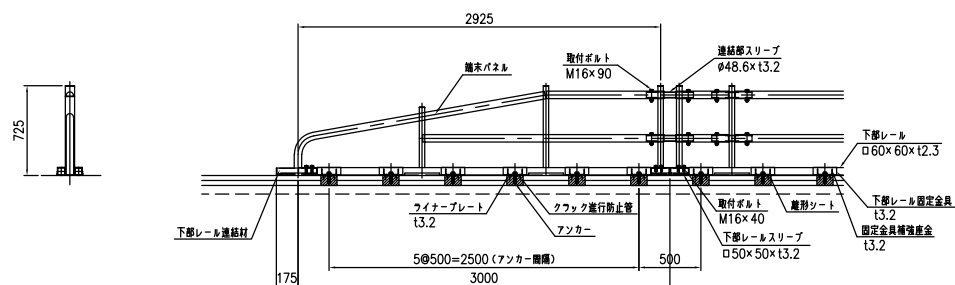 2925
725
端末パネル
取付ボルト
M16×90
連結部スリーブ
φ48.6×t3.2
下部レール
□60×60×t2.3
下部レール固定金具
t3.2
固定金具補強座金
t3.2
離形シート
取付ボルト
M16×40
下部レールスリーブ
□50×50×t3.2
クラック進行防止管
アンカー
ライナープレート
t3.2
下部レール連結材
5@500=2500(アンカー間隔)
500
175
3000